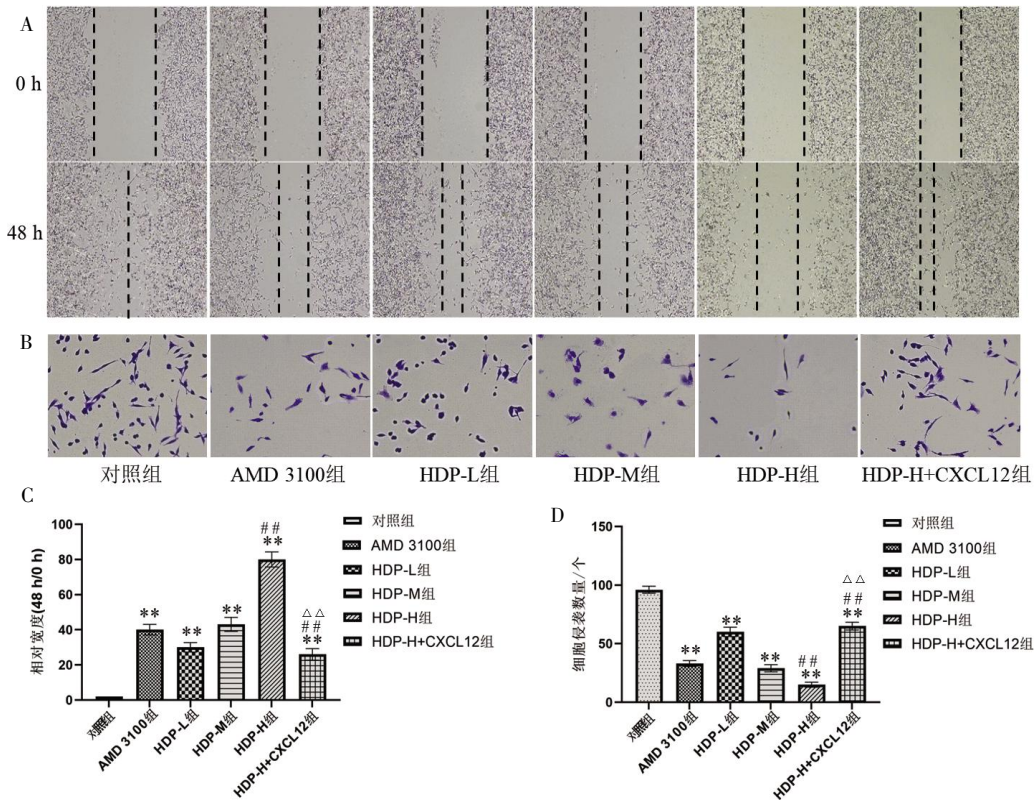 A
0 h
48 h
B
对照组 AMD 3100组 HDP-L组 HDP-M组 HDP-H组 HDP-H+CXCL12组
C
相对宽度(48 h/0 h)
100
80
60
40
20
0
**
**
**
##
**
△△
##
**
对照组
AMD 3100组
HDP-L组
HDP-M组
HDP-H组
HDP-H+CXCL12组
对照组
AMD 3100组
HDP-L组
HDP-M组
HDP-H组
HDP-H+CXCL12组
D
细胞侵袭数量/个
150
100
50
0
**
**
**
##
**
△△
##
**
对照组
AMD 3100组
HDP-L组
HDP-M组
HDP-H组
HDP-H+CXCL12组
对照组
AMD 3100组
HDP-L组
HDP-M组
HDP-H组
HDP-H+CXCL12组